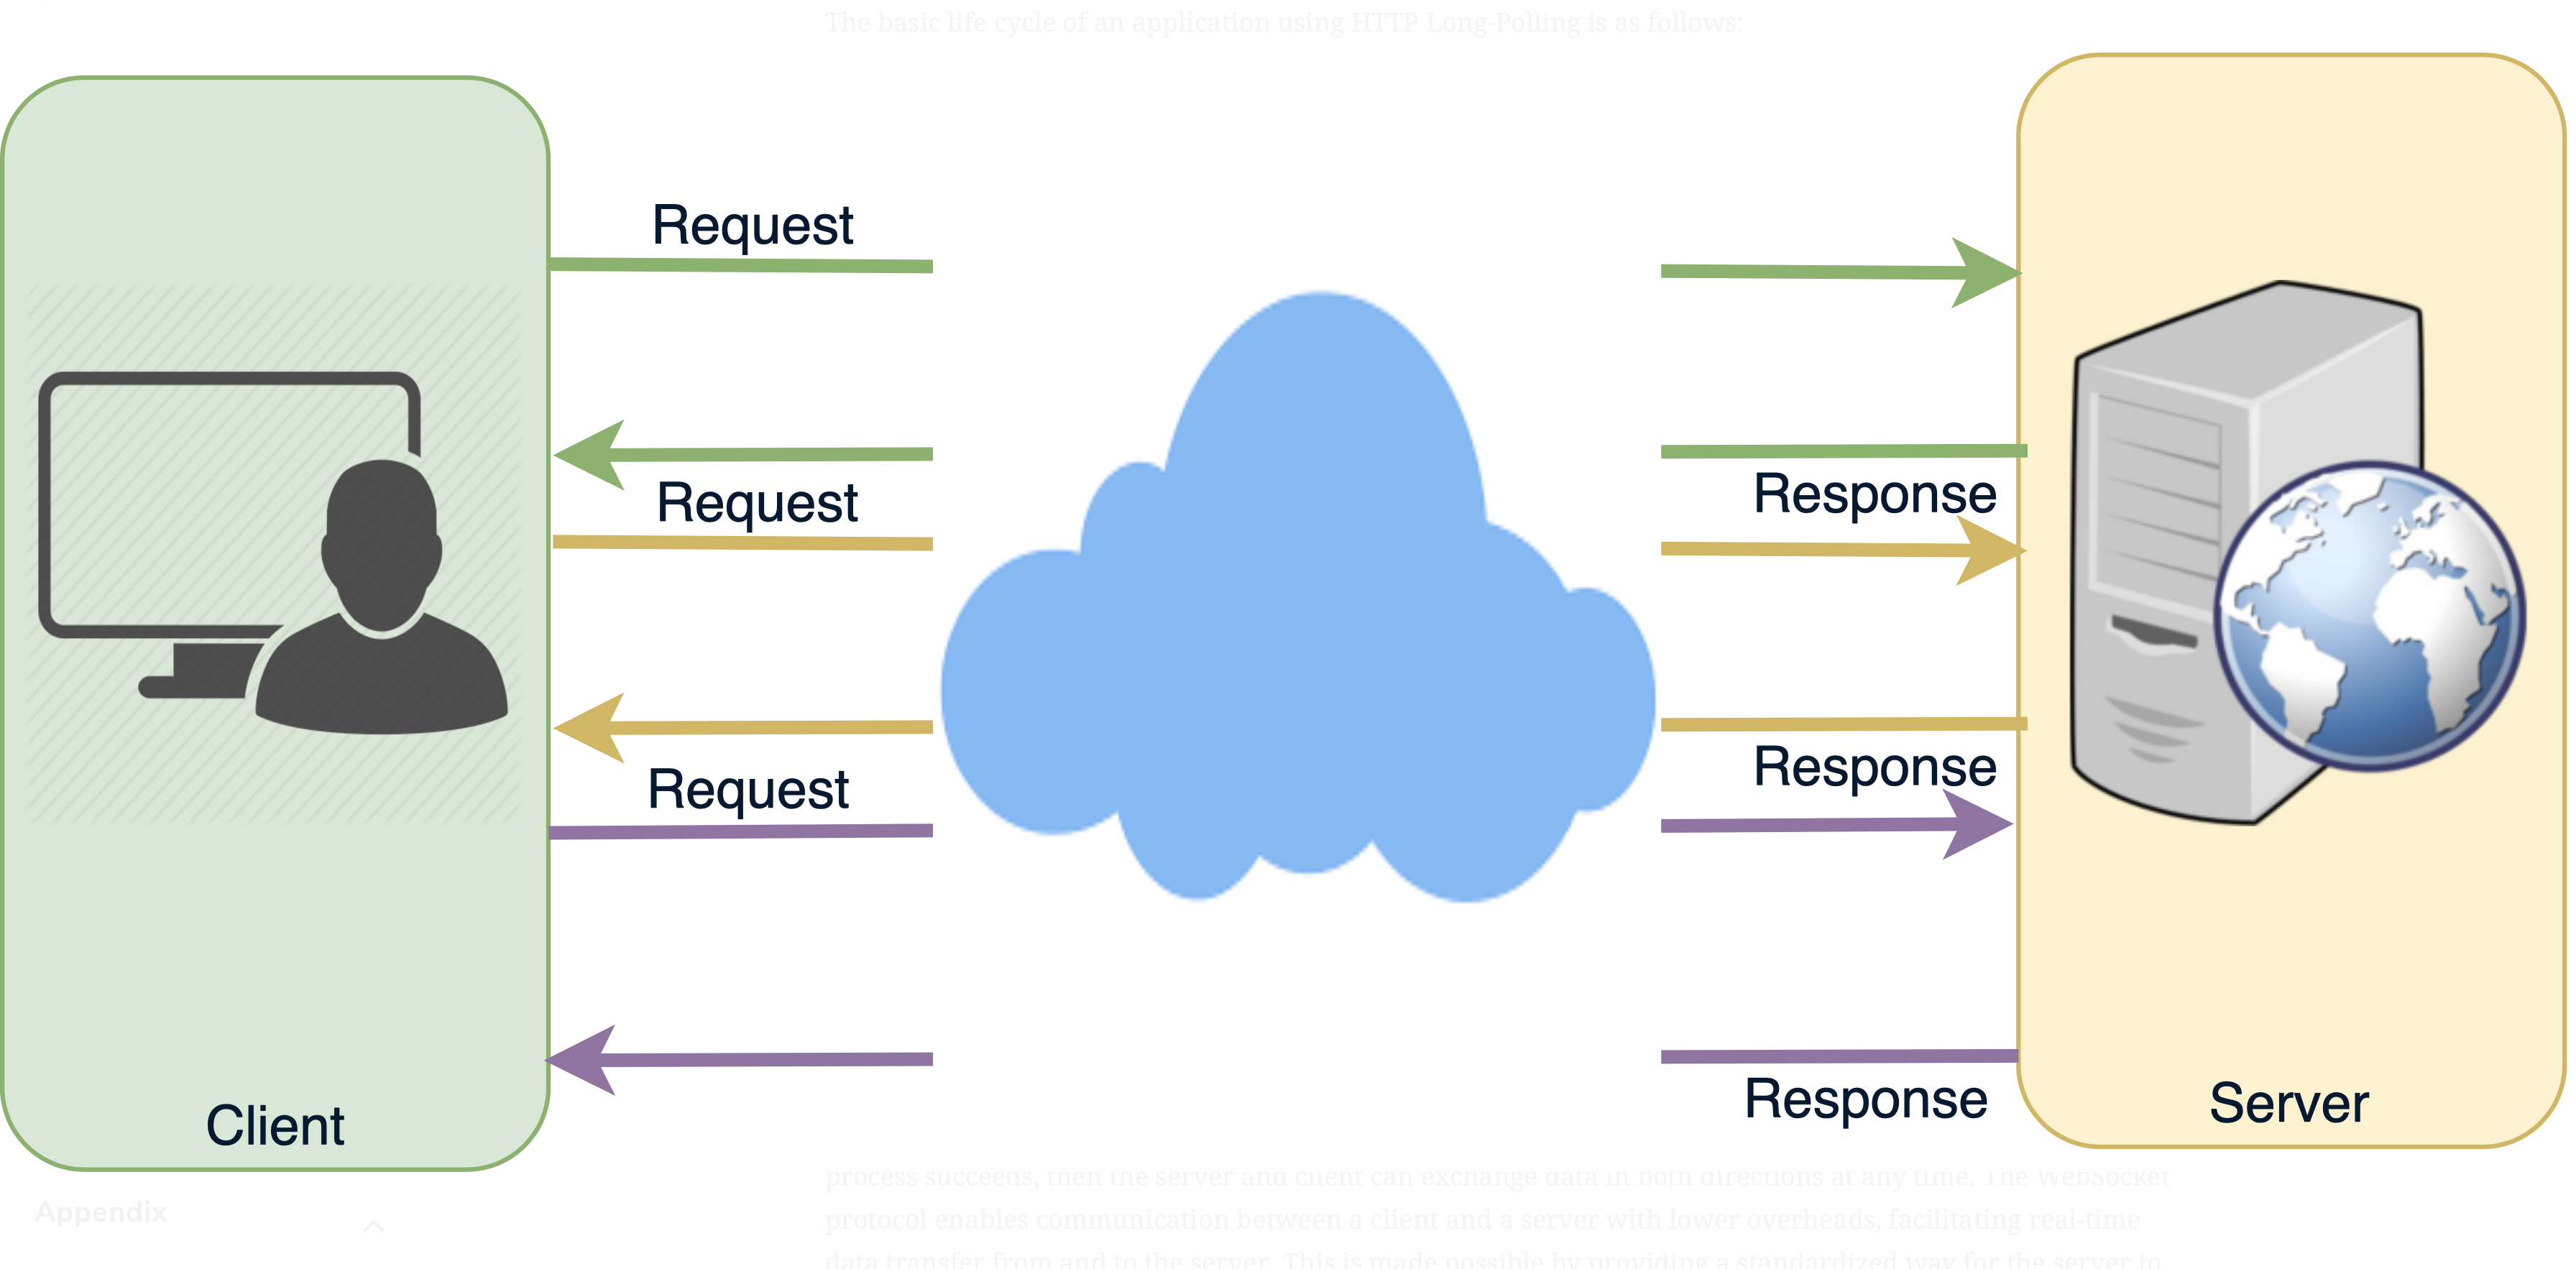 The basic life cycle of an application using HTTP Long-Polling is as follows:
Request
Request
Response
Response
Request
Response
Client
Server
process succeeds, then the server and client can exchange data in both directions at any time. The WebSocket
Appendix
protocol enables communication between a client and a server with lower overheads, facilitating real-time
data transfer from and to the server. This is made possible by providing a standardized way for the server to